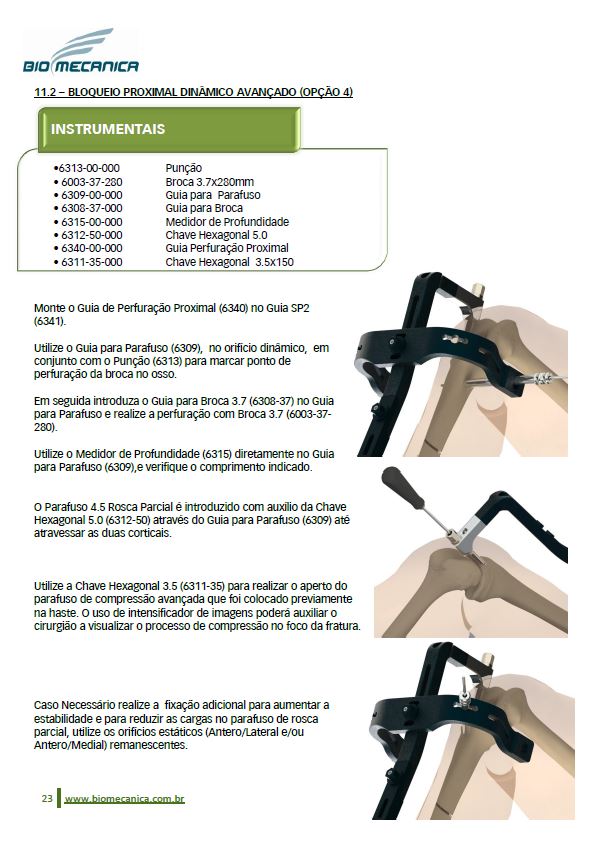 BIOMECANICA
11.2 – BLOQUEIO PROXIMAL DINÂMICO AVANÇADO (OPÇÃO 4)
INSTRUMENTAIS
•6313-00-000 Punção
• 6003-37-280 Broca 3.7x280mm
• 6309-00-000 Guia para Parafuso
• 6308-37-000 Guia para Broca
• 6315-00-000 Medidor de Profundidade
• 6312-50-000 Chave Hexagonal 5.0
• 6340-00-000 Guia Perfuração Proximal
• 6311-35-000 Chave Hexagonal 3.5x150
Monte o Guia de Perfuração Proximal (6340) no Guia SP2
(6341).
Utilize o Guia para Parafuso (6309), no orifício dinâmico, em
conjunto com o Punção (6313) para marcar ponto de
perfuração da broca no osso.
Em seguida introduza o Guia para Broca 3.7 (6308-37) no Guia
para Parafuso e realize a perfuração com Broca 3.7 (6003-37-
280).
Utilize o Medidor de Profundidade (6315) diretamente no Guia
para Parafuso (6309),e verifique o comprimento indicado.
O Parafuso 4.5 Rosca Parcial é introduzido com auxílio da Chave
Hexagonal 5.0 (6312-50) através do Guia para Parafuso (6309) até
atravessar as duas corticais.
Utilize a Chave Hexagonal 3.5 (6311-35) para realizar o aperto do
parafuso de compressão avançada que foi colocado previamente
na haste. O uso de intensificador de imagens poderá auxiliar o
cirurgião a visualizar o processo de compressão no foco da fratura.
Caso Necessário realize a fixação adicional para aumentar a
estabilidade e para reduzir as cargas no parafuso de rosca
parcial, utilize os orifícios estáticos (Antero/Lateral e/ou
Antero/Medial) remanescentes.
23 www.biomecanica.com.br